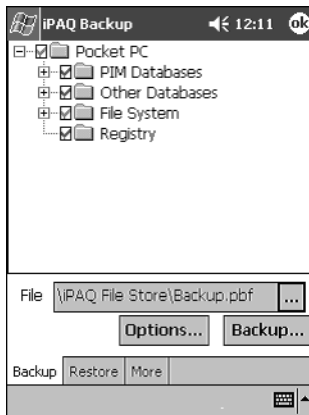 iPAQ Backup 12:11 ok
Pocket PC
PIM Databases
Other Databases
File System
Registry
File \iPAQ File Store\Backup.pbf ...
Options... Backup...
Backup Restore More